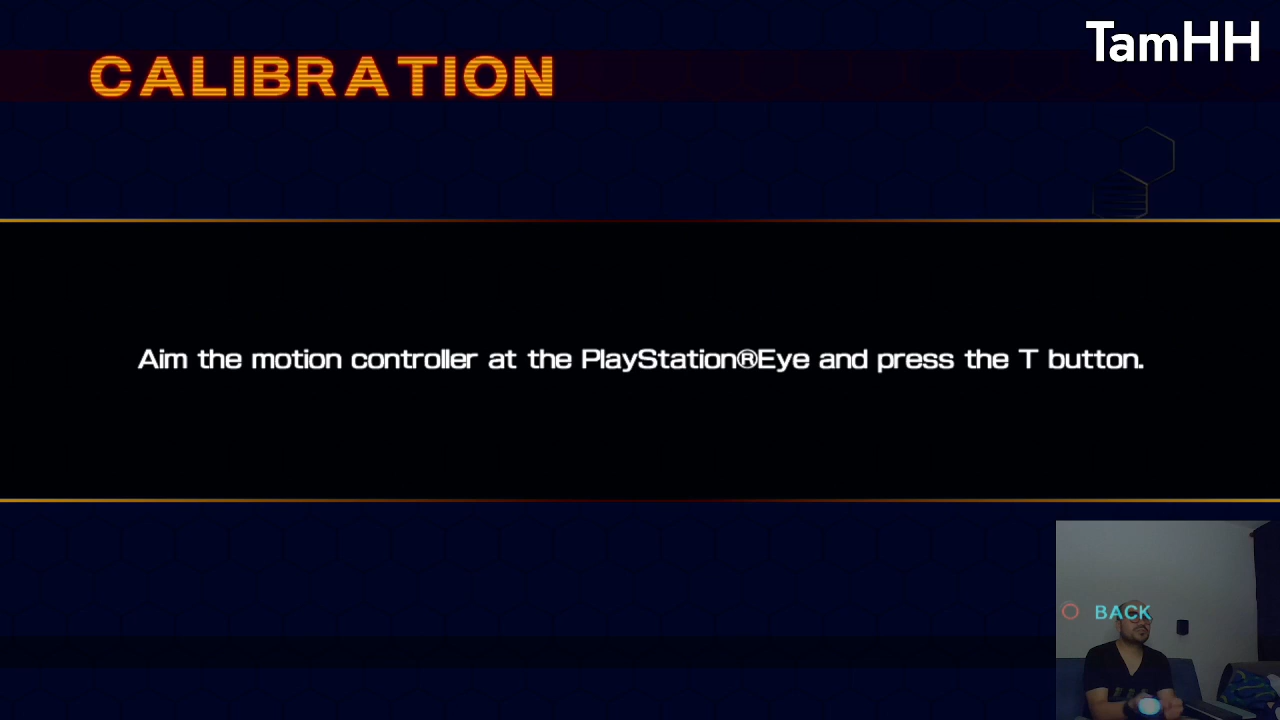 TamHH
CALIBRATION
Aim the motion controller at the PlayStation®Eye and press the T button.
BACK